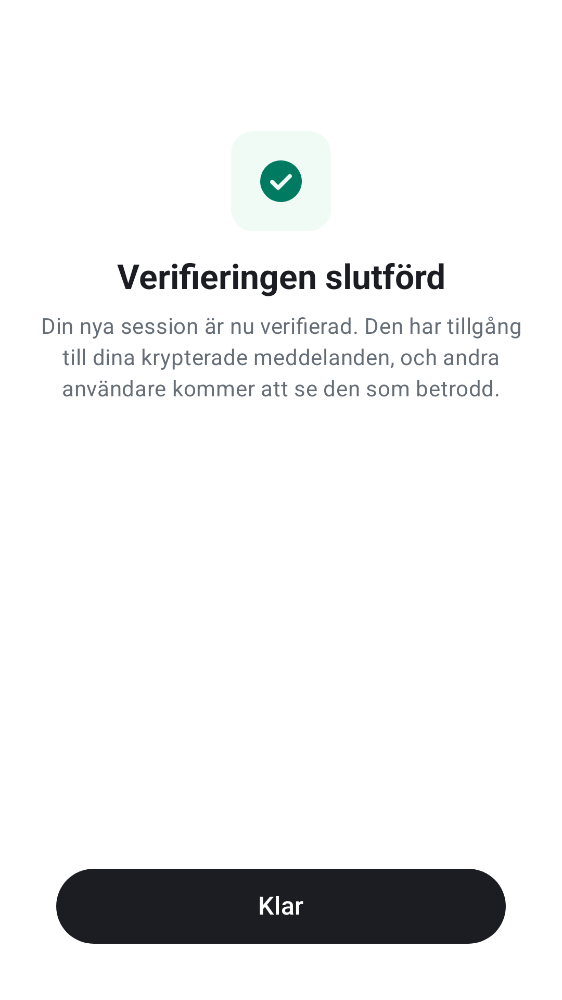 Verifieringen slutförd
Din nya session är nu verifierad. Den har tillgång
till dina krypterade meddelanden, och andra
användare kommer att se den som betrodd.
Klar